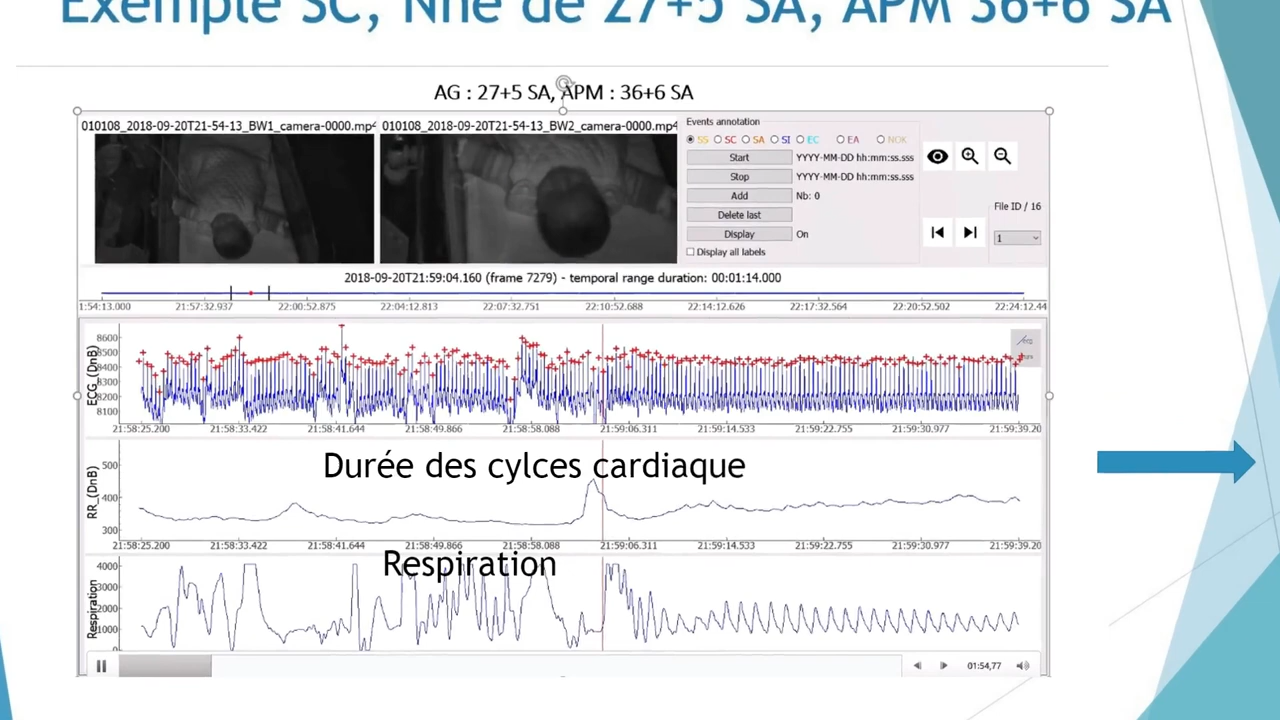 Exemple SC, Nné de 27+5 SA, APM 36+6 SA
AG : 27+5 SA, APM : 36+6 SA
010108_2018-09-20T21-54-13_BW1_camera-0000.mp4
010108_2018-09-20T21-54-13_BW2_camera-0000.mp4
Events annotation
SS SC SA SI EC EA NOK
Start YYYY-MM-DD hh:mm:ss.sss
Stop YYYY-MM-DD hh:mm:ss.sss
Add Nb: 0
Delete last
Display On
Display all labels
File ID / 16
1
2018-09-20T21:59:04.160 (frame 7279) - temporal range duration: 00:01:14.000
1:54:13.000 21:57:32.937 22:00:52.875 22:04:12.813 22:07:32.751 22:10:52.688 22:14:12.626 22:17:32.564 22:20:52.502 22:24:12.44
ECG_(DnB)
8600
8500
8400
8300
8200
8100
21:58:25.200 21:58:33.422 21:58:41.644 21:58:49.866 21:58:58.088 21:59:06.311 21:59:14.533 21:59:22.755 21:59:30.977 21:59:39.20
Durée des cylces cardiaque
RR_(DnB)
500
400
300
21:58:25.200 21:58:33.422 21:58:41.644 21:58:49.866 21:58:58.088 21:59:06.311 21:59:14.533 21:59:22.755 21:59:30.977 21:59:39.20
Respiration
Respiration
4000
3000
2000
1000
0
01:54,77